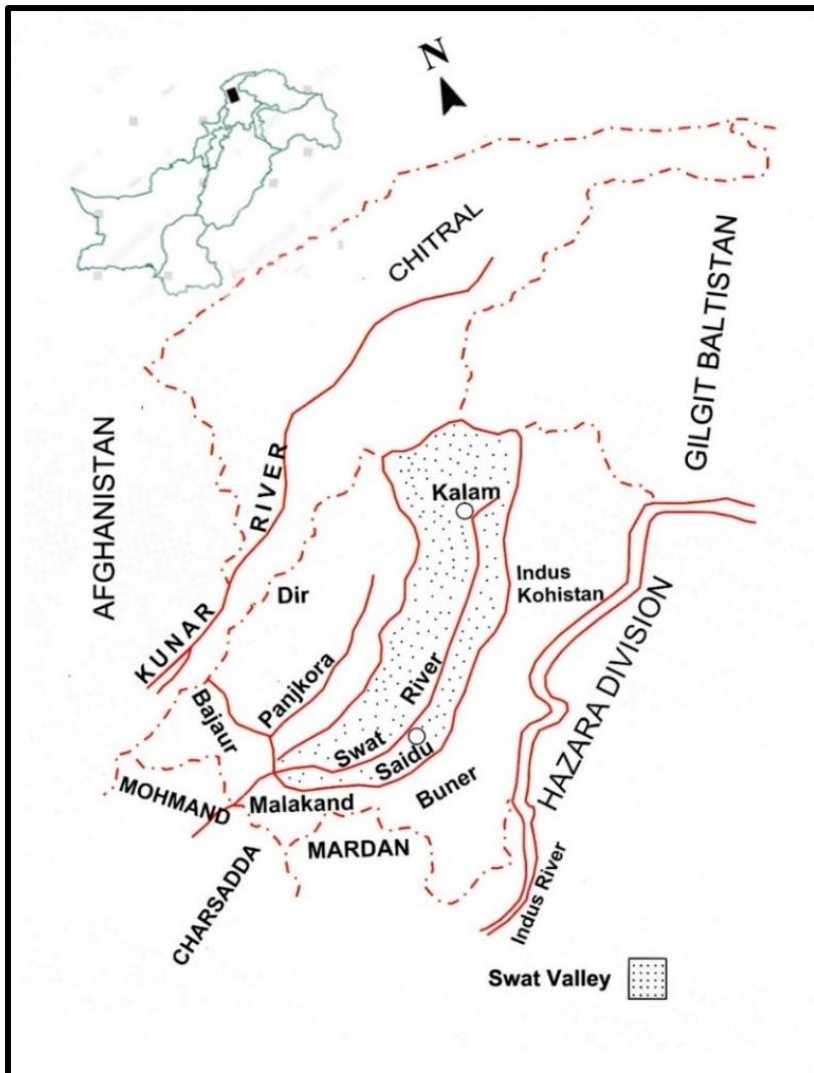 N
CHITRAL
GILGIT BALTISTAN
AFGHANISTAN
KUNAR RIVER
Kalam
Indus
Kohistan
Dir
Panjkora
Bajaur
Swat River
Saidu
Buner
HAZARA DIVISION
MOHMAND
Malakand
MARDAN
CHARSADDA
Indus River
Swat Valley